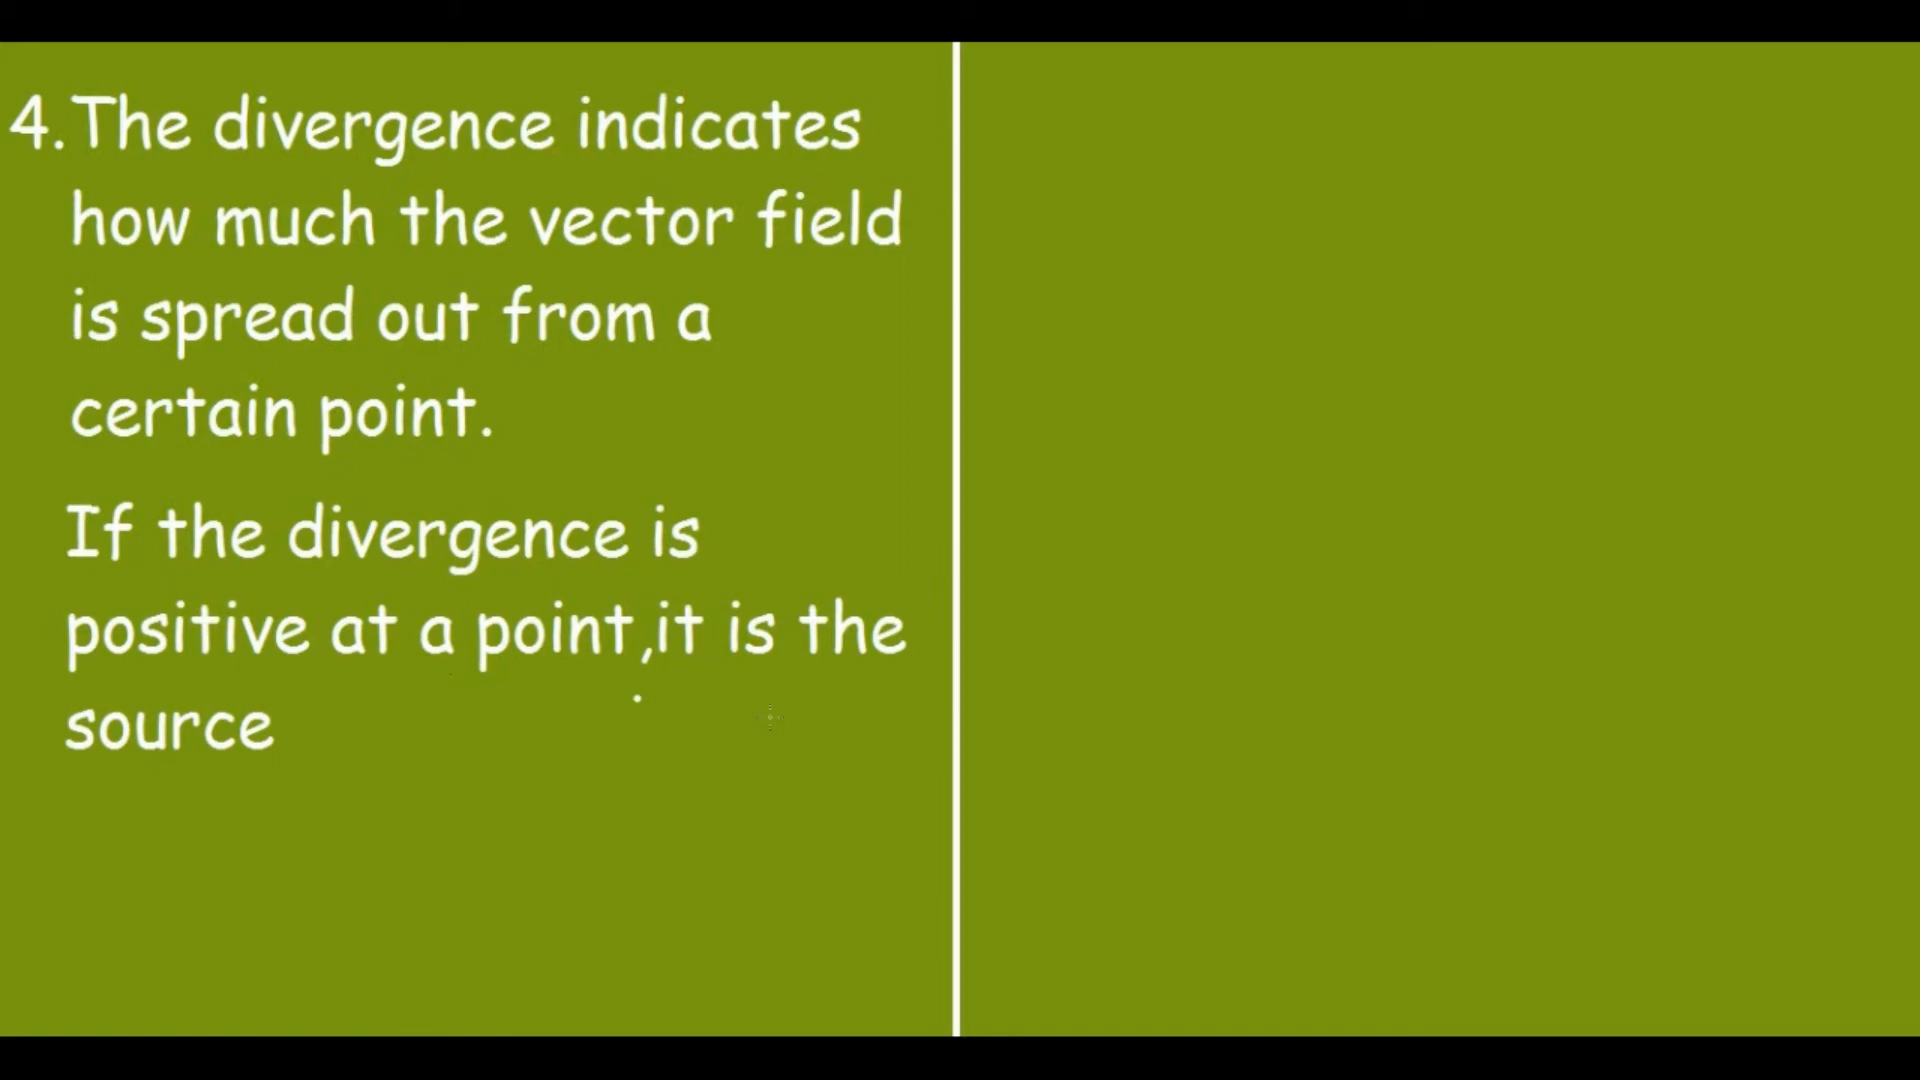 4.The divergence indicates
how much the vector field
is spread out from a
certain point.
If the divergence is
positive at a point,it is the
source